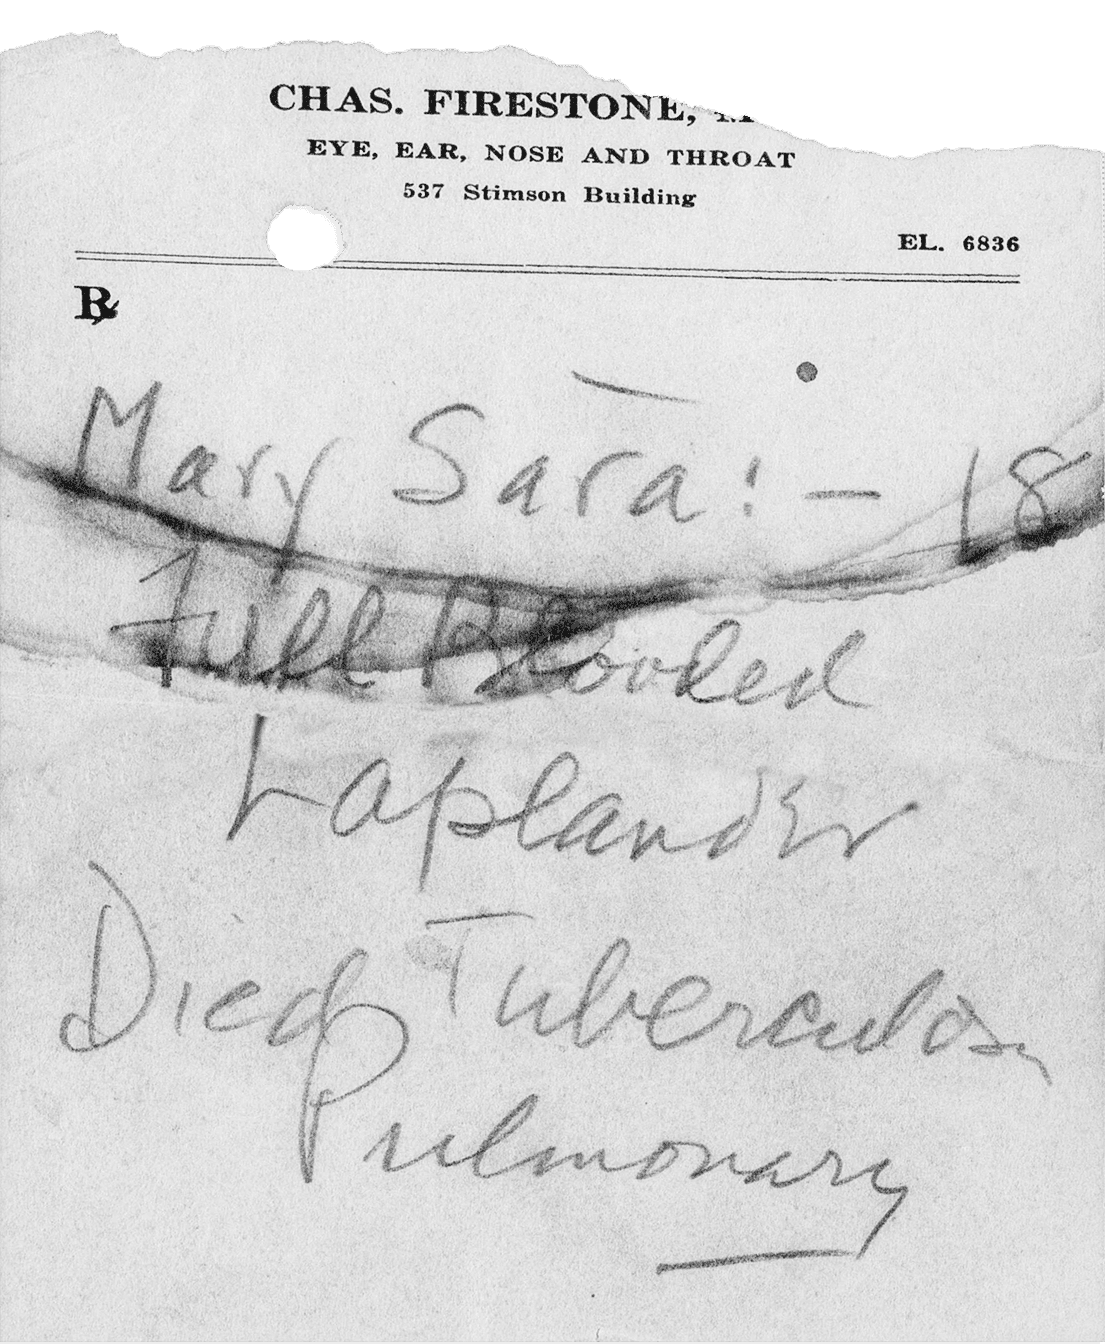 CHAS. FIRESTONE,
EYE, EAR, NOSE AND THROAT
537 Stimson Building
EL. 6836
℞
Mary Sara! - 18
Full Blooded
Laplander
Died Tuberculosis
Pulmonary